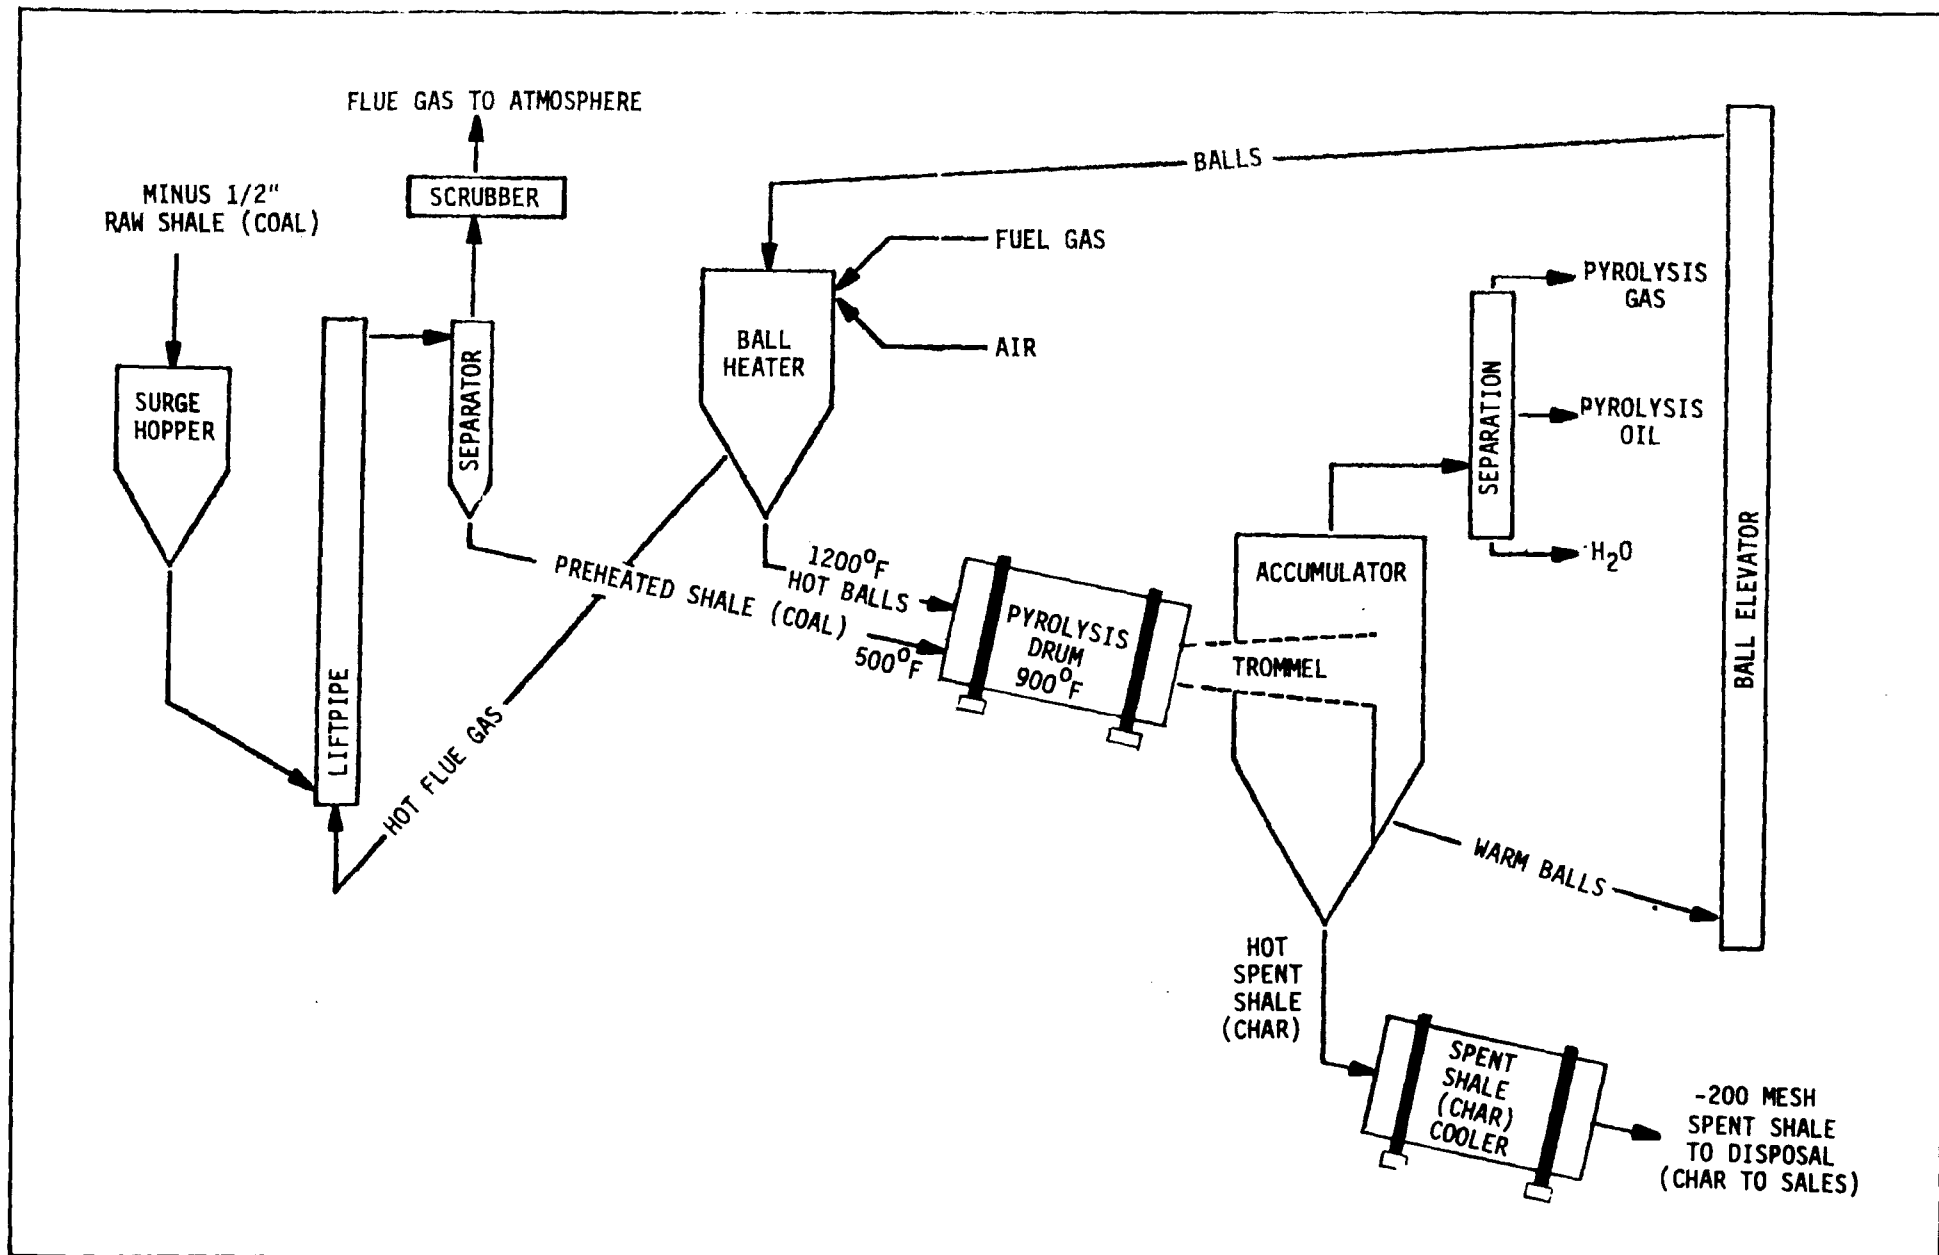 FLUE GAS TO ATMOSPHERE
SCRUBBER
MINUS 1/2"
RAW SHALE (COAL)
SURGE
HOPPER
LIFTPIPE
SEPARATOR
BALLS
FUEL GAS
AIR
BALL
HEATER
HOT FLUE GAS
PREHEATED SHALE (COAL)
500°F
1200°F
HOT BALLS
PYROLYSIS
DRUM
900°F
TROMMEL
ACCUMULATOR
SEPARATION
PYROLYSIS
GAS
PYROLYSIS
OIL
H₂O
BALL ELEVATOR
WARM BALLS
HOT
SPENT
SHALE
(CHAR)
SPENT
SHALE
(CHAR)
COOLER
-200 MESH
SPENT SHALE
TO DISPOSAL
(CHAR TO SALES)